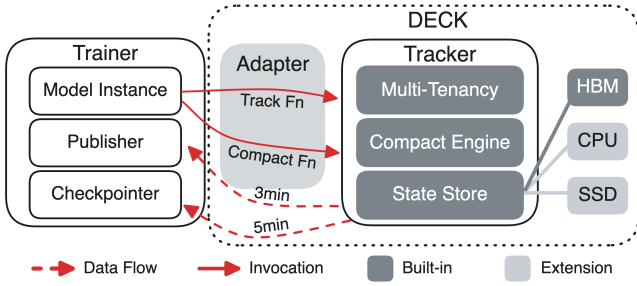 DECK
Trainer
Adapter
Tracker
Model Instance
Track Fn
Multi-Tenancy
HBM
Publisher
Compact Fn
Compact Engine
CPU
Checkpointer
3min
State Store
SSD
5min
Data Flow
Invocation
Built-in
Extension